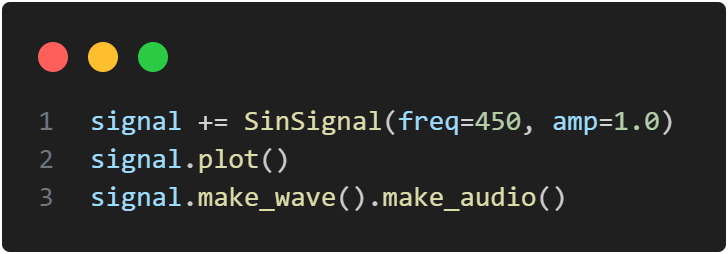 1 signal += SinSignal(freq=450, amp=1.0)
2 signal.plot()
3 signal.make_wave().make_audio()